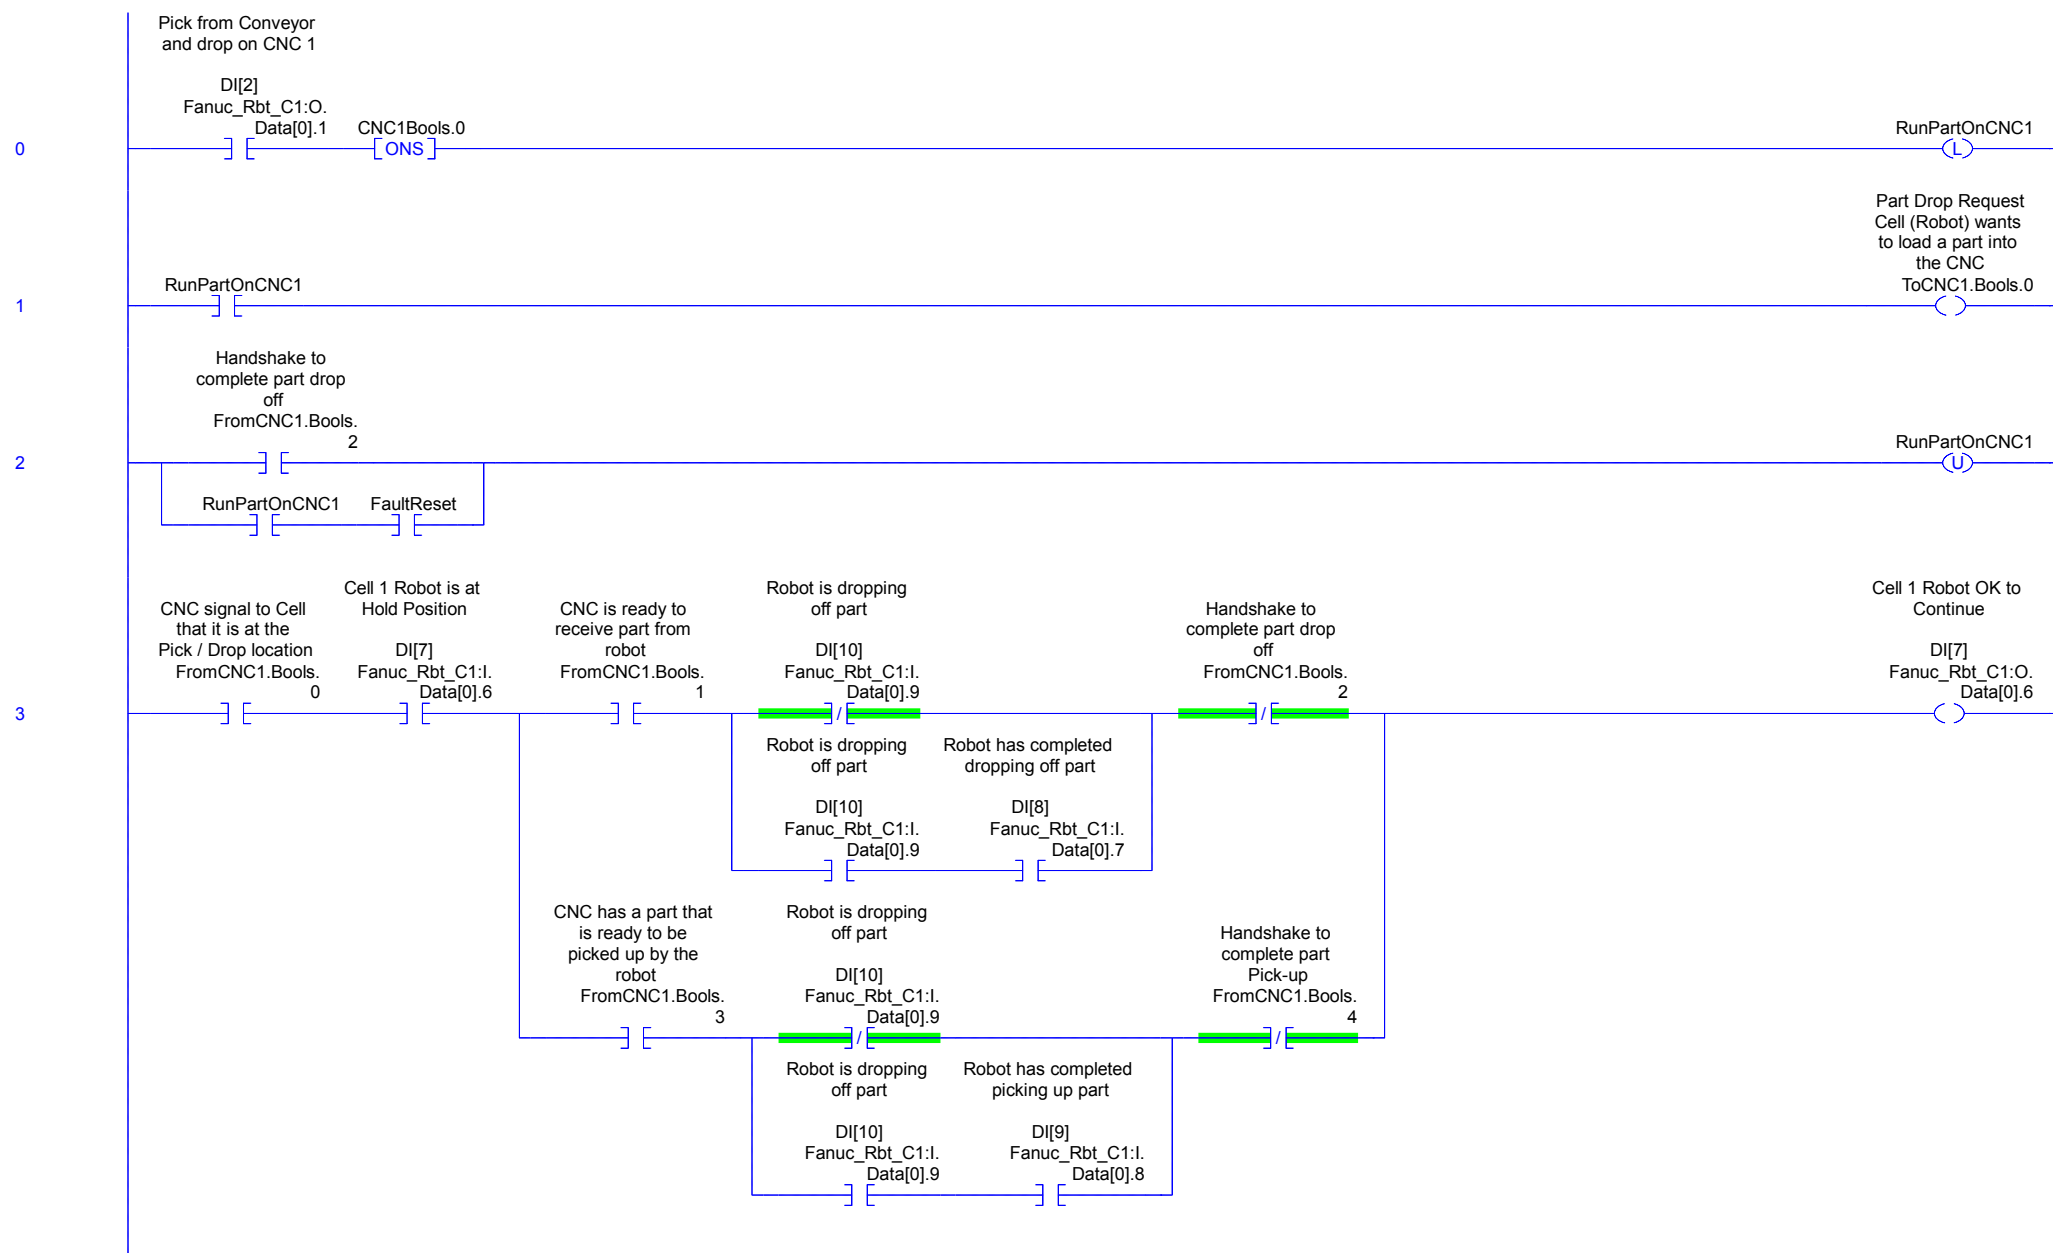 Pick from Conveyor
and drop on CNC 1
DI[2]
Fanuc_Rbt_C1:O.
Data[0].1
CNC1Bools.0
RunPartOnCNC1
0
ONS
L
Part Drop Request
Cell (Robot) wants
to load a part into
the CNC
ToCNC1.Bools.0
RunPartOnCNC1
1
Handshake to
complete part drop
off
FromCNC1.Bools.
2
RunPartOnCNC1
2
U
RunPartOnCNC1
FaultReset
CNC signal to Cell
that it is at the
Pick / Drop location
FromCNC1.Bools.
0
Cell 1 Robot is at
Hold Position
DI[7]
Fanuc_Rbt_C1:I.
Data[0].6
CNC is ready to
receive part from
robot
FromCNC1.Bools.
1
Robot is dropping
off part
DI[10]
Fanuc_Rbt_C1:I.
Data[0].9
Handshake to
complete part drop
off
FromCNC1.Bools.
2
Cell 1 Robot OK to
Continue
DI[7]
Fanuc_Rbt_C1:O.
Data[0].6
3
/
/
Robot is dropping
off part
DI[10]
Fanuc_Rbt_C1:I.
Data[0].9
Robot has completed
dropping off part
DI[8]
Fanuc_Rbt_C1:I.
Data[0].7
CNC has a part that
is ready to be
picked up by the
robot
FromCNC1.Bools.
3
Robot is dropping
off part
DI[10]
Fanuc_Rbt_C1:I.
Data[0].9
Handshake to
complete part
Pick-up
FromCNC1.Bools.
4
/
/
Robot is dropping
off part
DI[10]
Fanuc_Rbt_C1:I.
Data[0].9
Robot has completed
picking up part
DI[9]
Fanuc_Rbt_C1:I.
Data[0].8